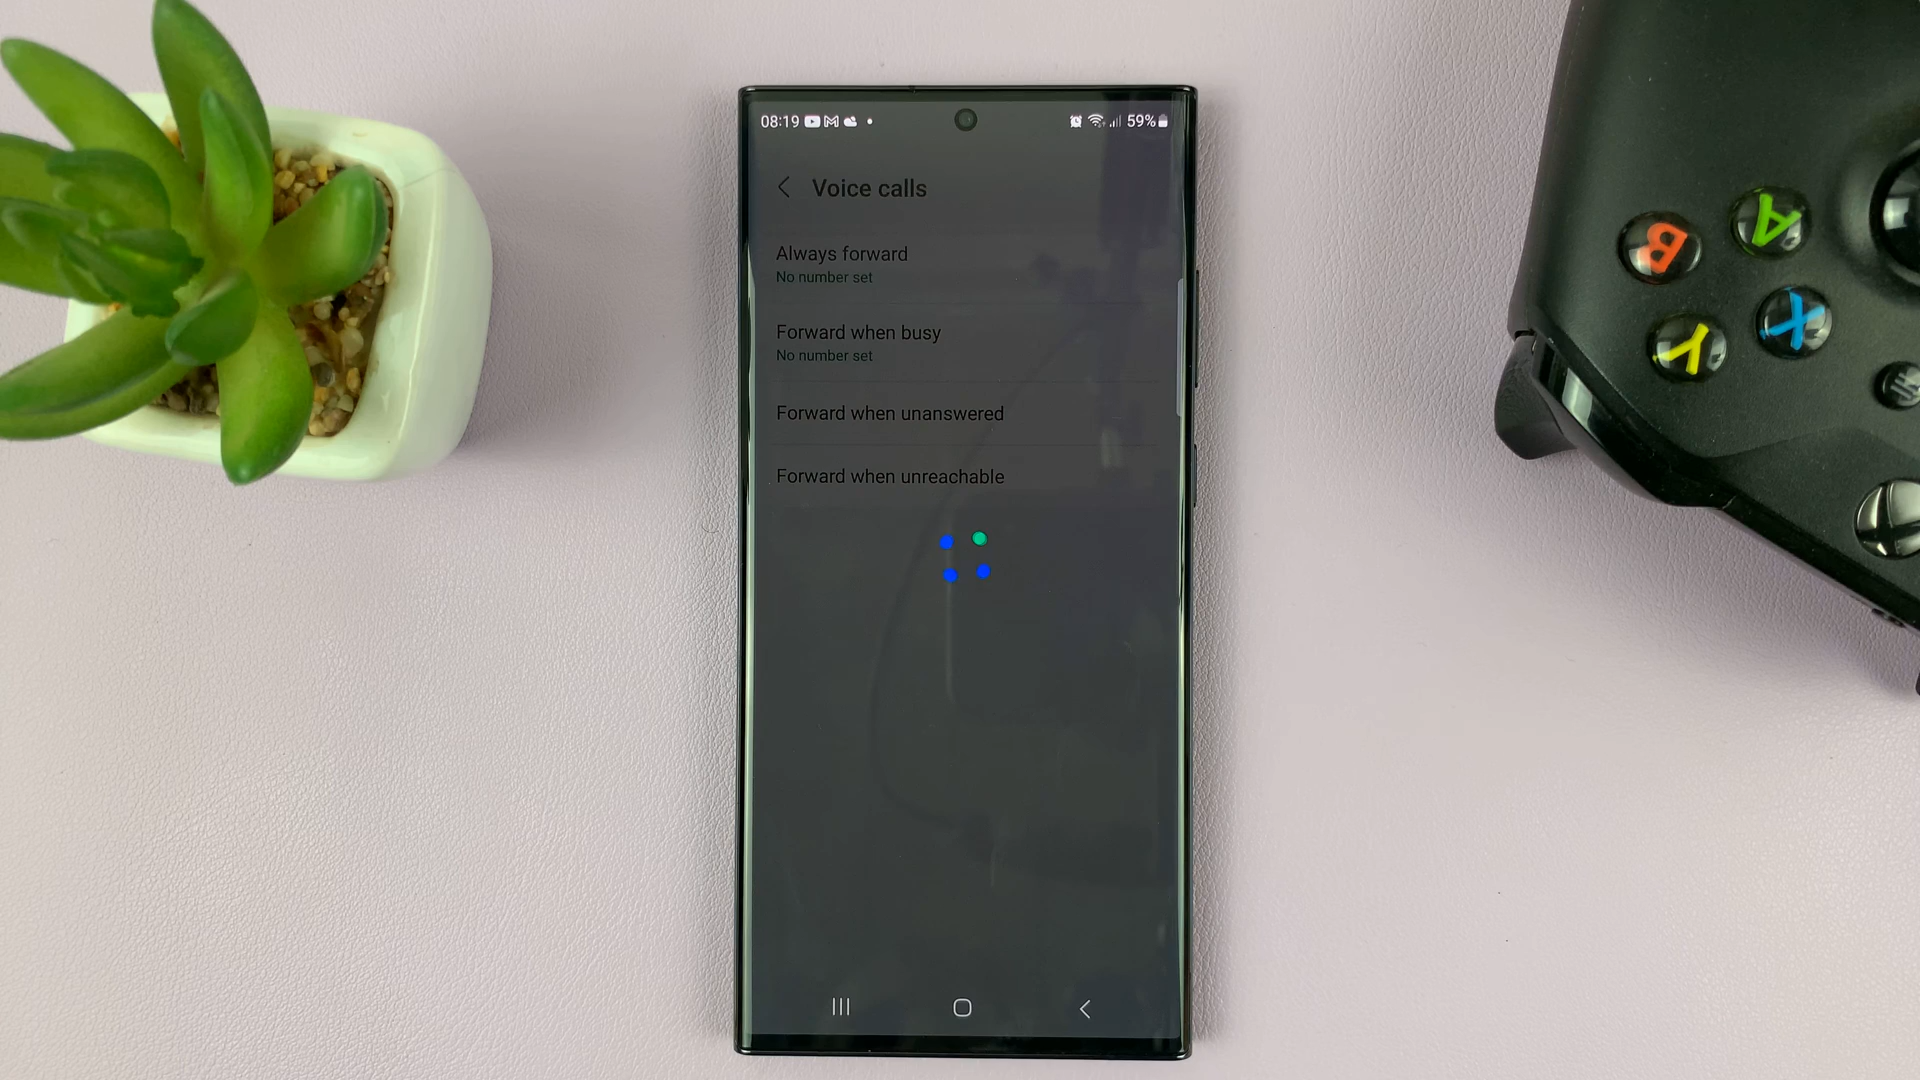 08:19
59%
Voice calls
Always forward
No number set
Forward when busy
No number set
Forward when unanswered
Forward when unreachable
A
B
X
Y